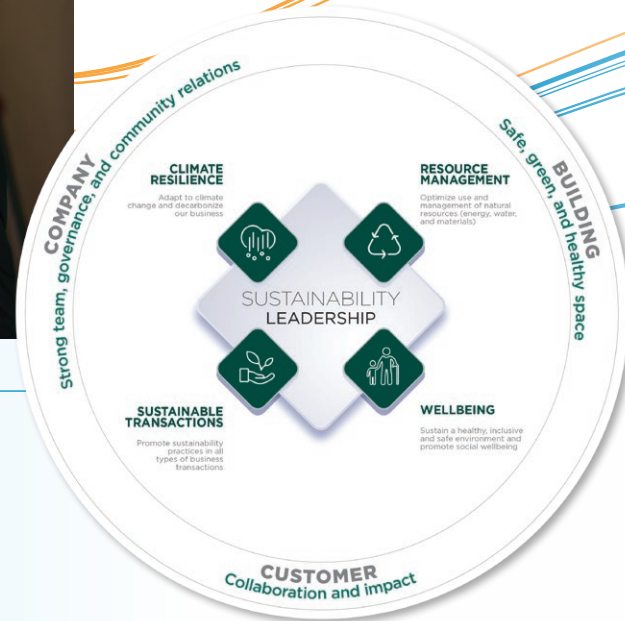 COMPANY
Strong team, governance, and community relations
BUILDING
Safe, green, and healthy space
CLIMATE
RESILIENCE
Adapt to climate
change and decarbonize
our business
RESOURCE
MANAGEMENT
Optimize use and
management of natural
resources (energy, water,
and materials)
SUSTAINABILITY
LEADERSHIP
SUSTAINABLE
TRANSACTIONS
Promote sustainability
practices in all
types of business
transactions
WELLBEING
Sustain a healthy, inclusive
and safe environment and
promote social wellbeing
CUSTOMER
Collaboration and impact